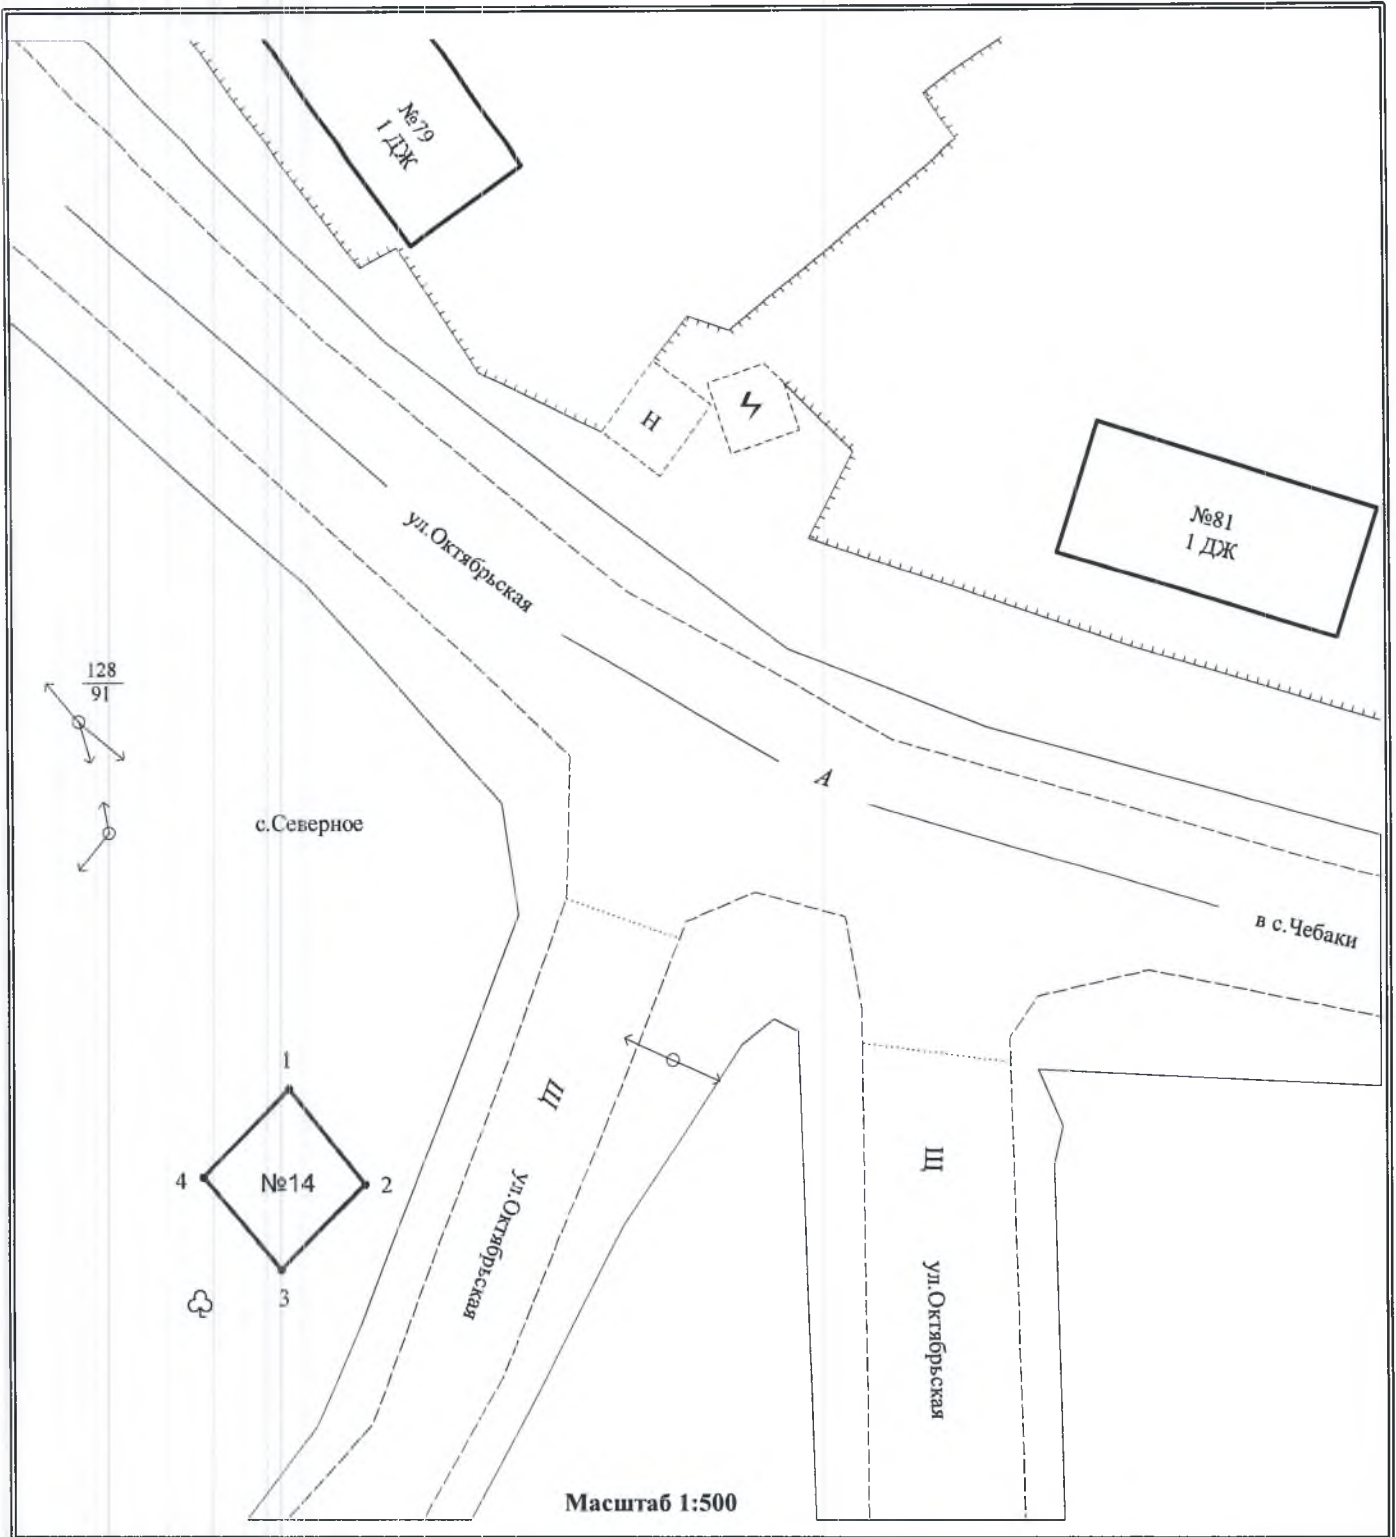 №79
1 ДЖ
Н
№81
1 ДЖ
ул.Октябрьская
128
91
А
с.Северное
в с.Чебаки
1
Щ
4
№14
2
Щ
ул.Октябрьская
3
ул.Октябрьская
Масштаб 1:500